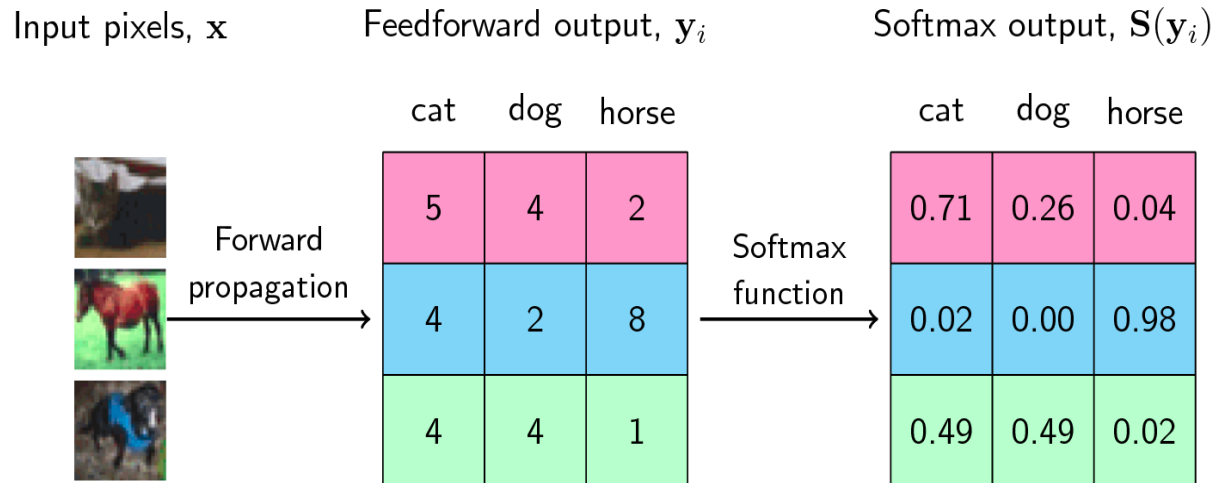 Input pixels, x Feedforward output, yᵢ Softmax output, S(yᵢ)
cat dog horse cat dog horse
5 4 2 0.71 0.26 0.04
Forward
propagation
Softmax
function
4 2 8 0.02 0.00 0.98
4 4 1 0.49 0.49 0.02